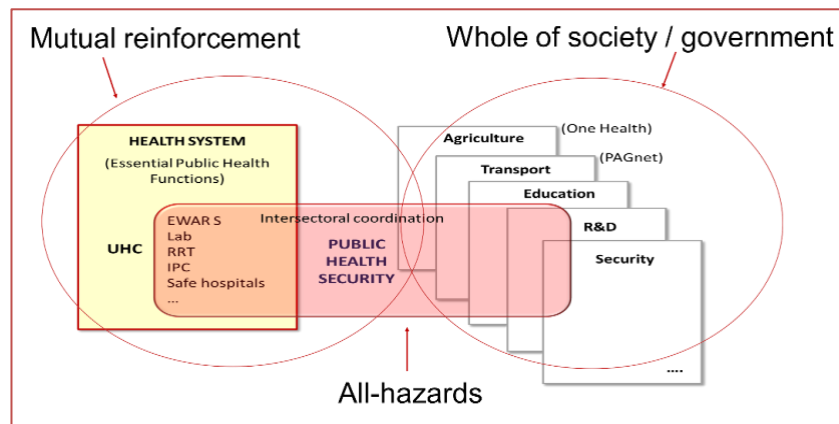 Mutual reinforcement
Whole of society / government
HEALTH SYSTEM
(Essential Public Health
Functions)
UHC
EWAR S
Lab
RRT
IPC
Safe hospitals
...
Intersectoral coordination
PUBLIC
HEALTH
SECURITY
Agriculture
(One Health)
Transport
(PAGnet)
Education
R&D
Security
....
All-hazards